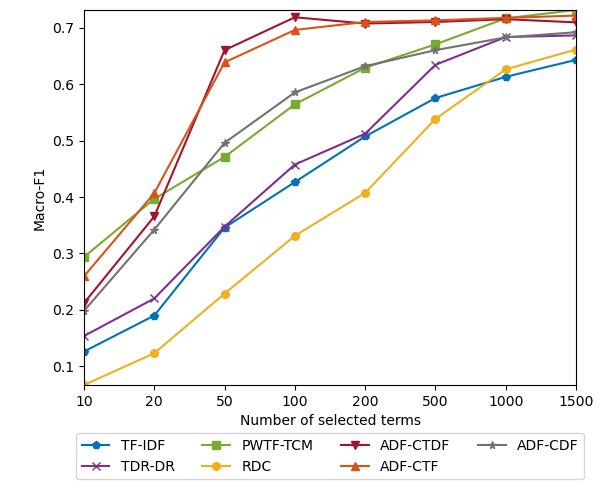 0.7
0.6
0.5
0.4
0.3
0.2
0.1
Macro-F1
10 20 50 100 200 500 1000 1500
Number of selected terms
TF-IDF PWTF-TCM ADF-CTDF ADF-CDF
TDR-DR RDC ADF-CTF